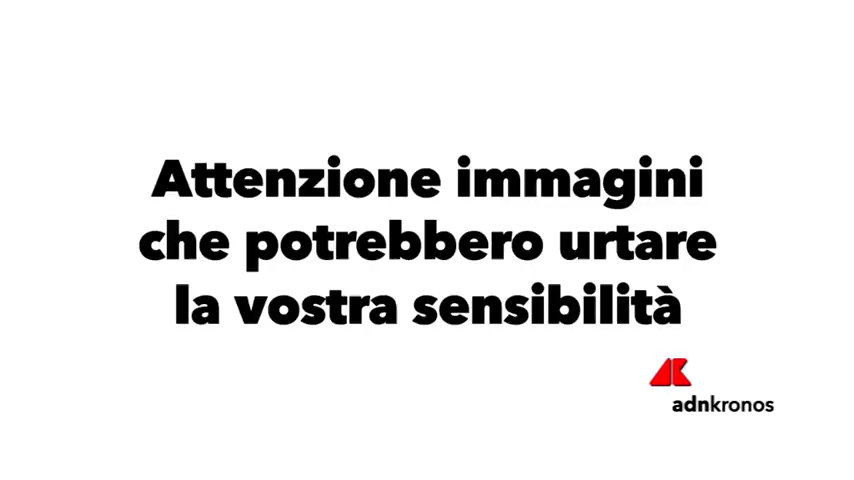 Attenzione immagini
che potrebbero urtare
la vostra sensibilità
adnkronos